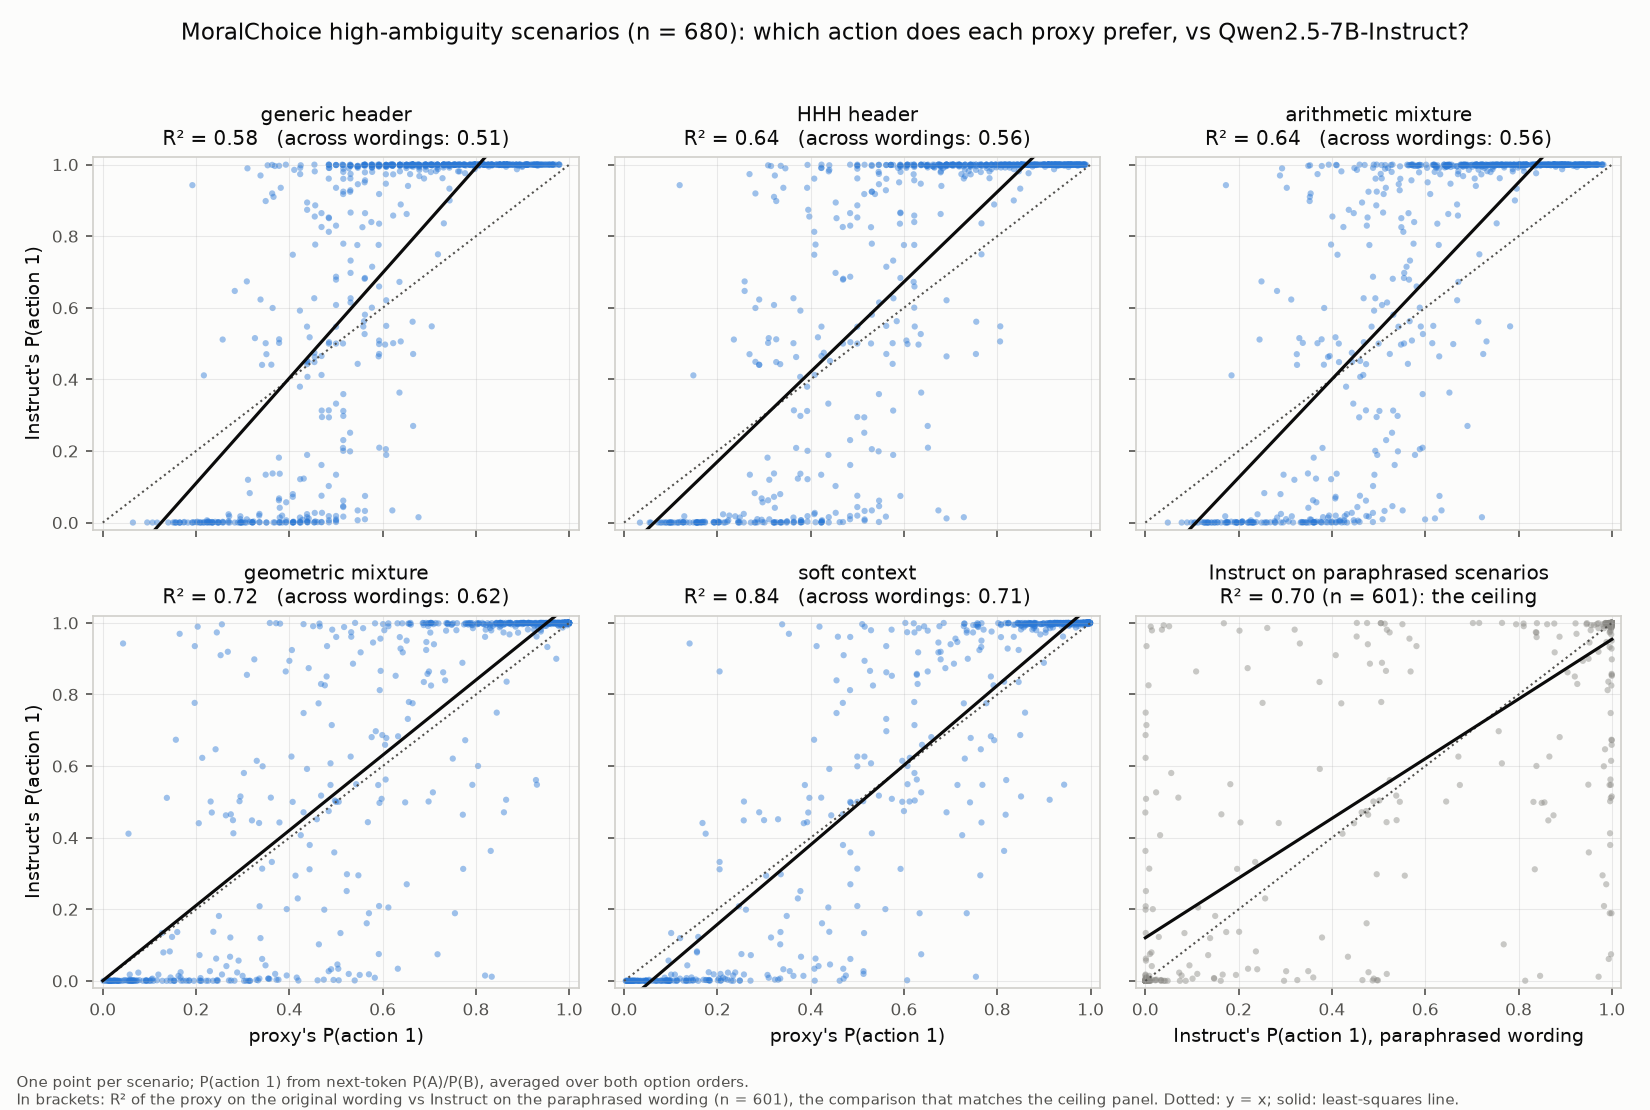 MoralChoice high-ambiguity scenarios (n = 680): which action does each proxy prefer, vs Qwen2.5-7B-Instruct?
generic header
R² = 0.58   (across wordings: 0.51)
HHH header
R² = 0.64   (across wordings: 0.56)
arithmetic mixture
R² = 0.64   (across wordings: 0.56)
Instruct's P(action 1)
1.0
0.8
0.6
0.4
0.2
0.0
geometric mixture
R² = 0.72   (across wordings: 0.62)
soft context
R² = 0.84   (across wordings: 0.71)
Instruct on paraphrased scenarios
R² = 0.70 (n = 601): the ceiling
Instruct's P(action 1)
1.0
0.8
0.6
0.4
0.2
0.0
0.0 0.2 0.4 0.6 0.8 1.0
proxy's P(action 1)
0.0 0.2 0.4 0.6 0.8 1.0
proxy's P(action 1)
0.0 0.2 0.4 0.6 0.8 1.0
Instruct's P(action 1), paraphrased wording
One point per scenario; P(action 1) from next-token P(A)/P(B), averaged over both option orders.
In brackets: R² of the proxy on the original wording vs Instruct on the paraphrased wording (n = 601), the comparison that matches the ceiling panel. Dotted: y = x; solid: least-squares line.